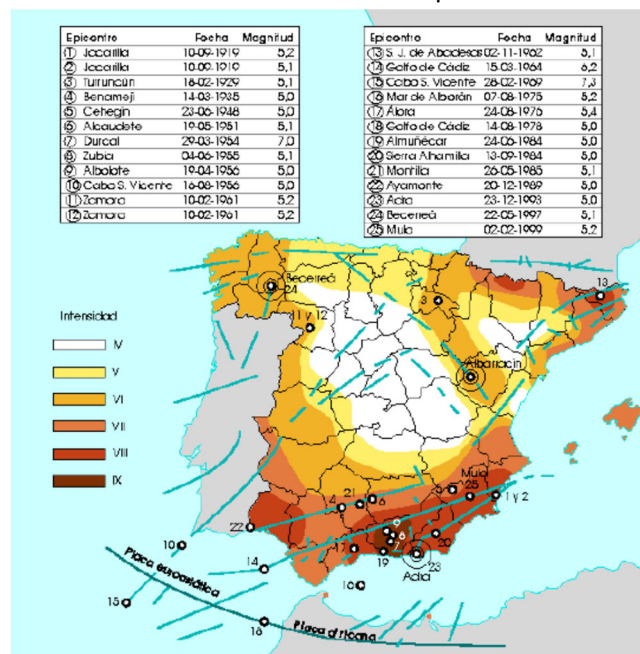 Epicentro Fecha Magnitud
1 Jacarilla 10-09-1919 5,2
2 Jacarilla 10-09-1919 5,1
3 Turruncún 18-02-1929 5,1
4 Benamejí 14-03-1935 5,0
5 Cehegín 23-06-1948 5,0
6 Alcaudete 19-05-1951 5,1
7 Durcal 29-03-1954 7,0
8 Zubia 04-06-1955 5,1
9 Albolote 19-04-1956 5,0
10 Cabo S. Vicente 16-08-1956 5,0
11 Zamora 10-02-1961 5,2
12 Zamora 10-02-1961 5,2
Epicentro Fecha Magnitud
13 S. J. de Abadesas 02-11-1962 5,1
14 Golfo de Cádiz 15-03-1964 6,2
15 Cabo S. Vicente 28-02-1969 7,3
16 Mar de Alborán 07-08-1975 5,2
17 Álora 24-08-1976 5,4
18 Golfo de Cádiz 14-08-1978 5,0
19 Almuñécar 24-06-1984 5,0
20 Sierra Alhamilla 13-09-1984 5,0
21 Montilla 26-05-1985 5,1
22 Ayamonte 20-12-1989 5,0
23 Adra 23-12-1993 5,0
24 Becerreá 22-05-1997 5,1
25 Mula 02-02-1999 5,2
Intensidad
IV
V
VI
VII
VIII
IX
Becerreá
24
13
3
11 y 12
Albarracín
Mula
25
5
1 y 2
21
6
4
9
8
7
22
17
19
20
23
Adra
10
14
16
15
18
Placa euroasiática
Placa africana